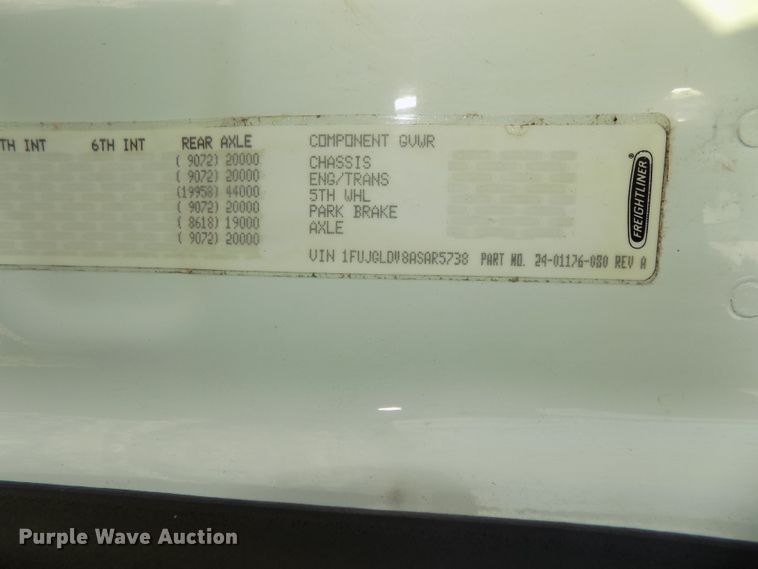 TH INT 6TH INT REAR AXLE COMPONENT GVWR
( 9072) 20000 CHASSIS
( 9072) 20000 ENG/TRANS
(19958) 44000 5TH WHL
( 9072) 20000 PARK BRAKE
( 8618) 19000 AXLE
( 9072) 20000
VIN 1FUJGLDV8ASAR5738 PART NO. 24-01176-080 REV A
FREIGHTLINER®
Purple Wave Auction